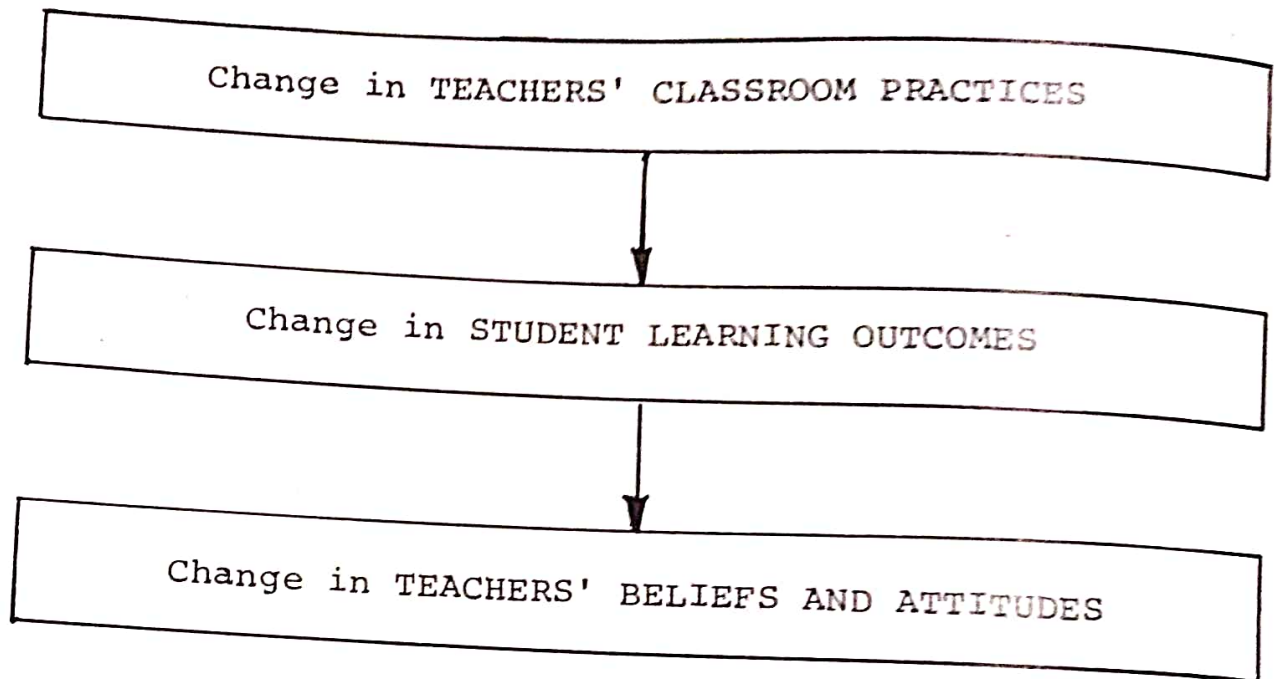 Change in TEACHERS' CLASSROOM PRACTICES
Change in STUDENT LEARNING OUTCOMES
Change in TEACHERS' BELIEFS AND ATTITUDES